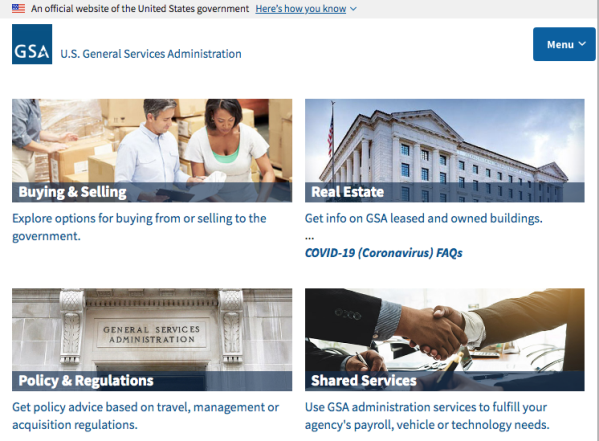 An official website of the United States government Here's how you know
GSA
U.S. General Services Administration
Menu
Buying & Selling
Explore options for buying from or selling to the
government.
Real Estate
Get info on GSA leased and owned buildings.
...
COVID-19 (Coronavirus) FAQs
GENERAL SERVICES
ADMINISTRATION
Policy & Regulations
Get policy advice based on travel, management or
acquisition regulations.
Shared Services
Use GSA administration services to fulfill your
agency's payroll, vehicle or technology needs.